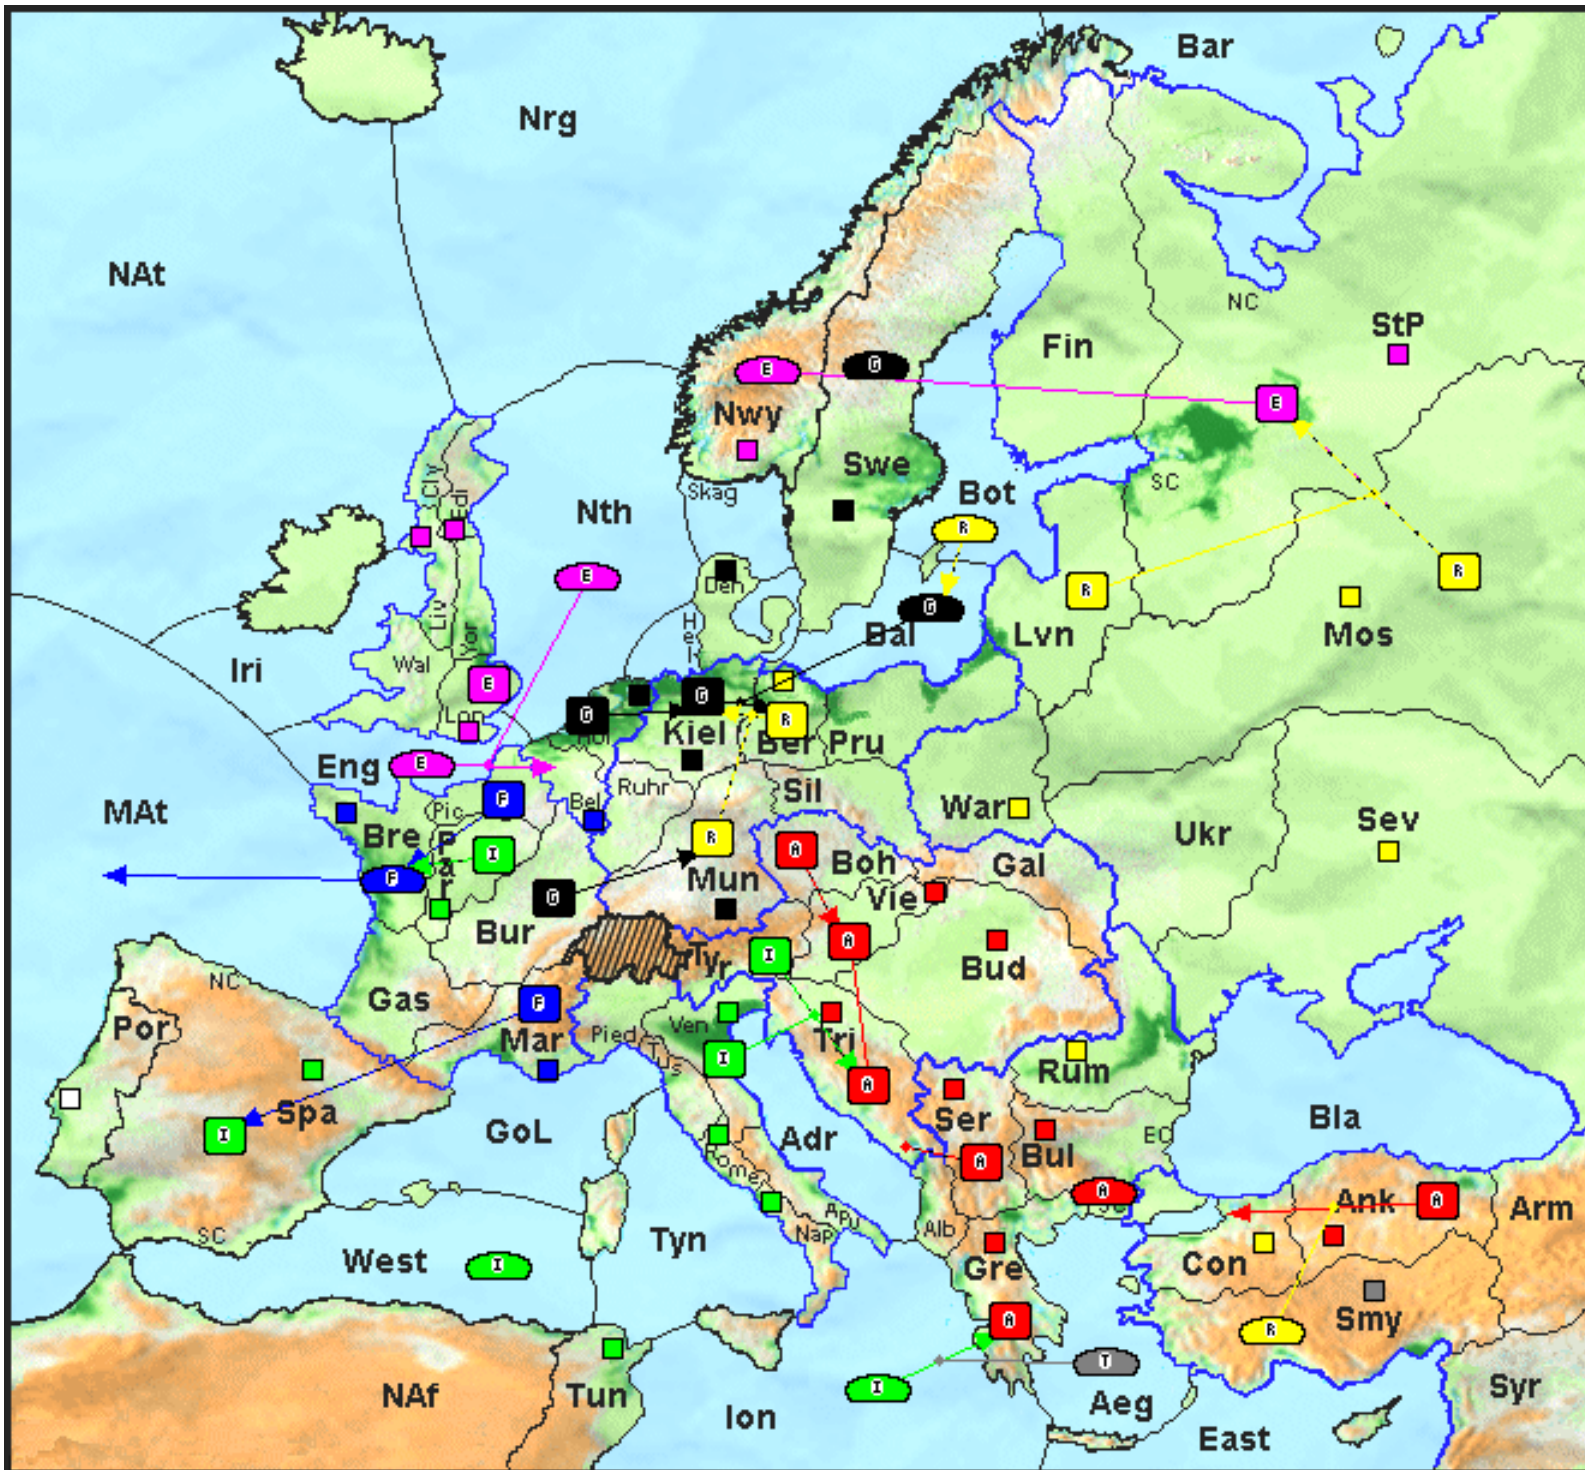 Bar
Nrg
NAt
NC
StP
Fin
E
G
E
Nwy
Swe
Cly
Edi
SC
Skag
Bot
Nth
R
E
Den
R
R
G
Hel
Liv
Yor
Bal
Lvn
Mos
Iri
Wal
E
G
G
R
Lon
Hol
Kiel
Ber
Pru
Eng
E
Ruhr
Sil
F
Bel
Pic
War
MAt
Bre
Par
Ukr
Sev
R
I
A
Boh
Gal
F
Mun
G
Vie
Bur
A
I
Tyr
Bud
NC
Gas
F
Por
Mar
Pied
Ven
Tri
I
Tus
Rum
A
Spa
Ser
I
GoL
Adr
Bla
EC
Rome
A
Bul
A
SC
Ank
A
Arm
Apu
Nap
Alb
West
I
Tyn
Gre
Con
Smy
A
R
T
I
NAf
Tun
Ion
Aeg
Syr
East